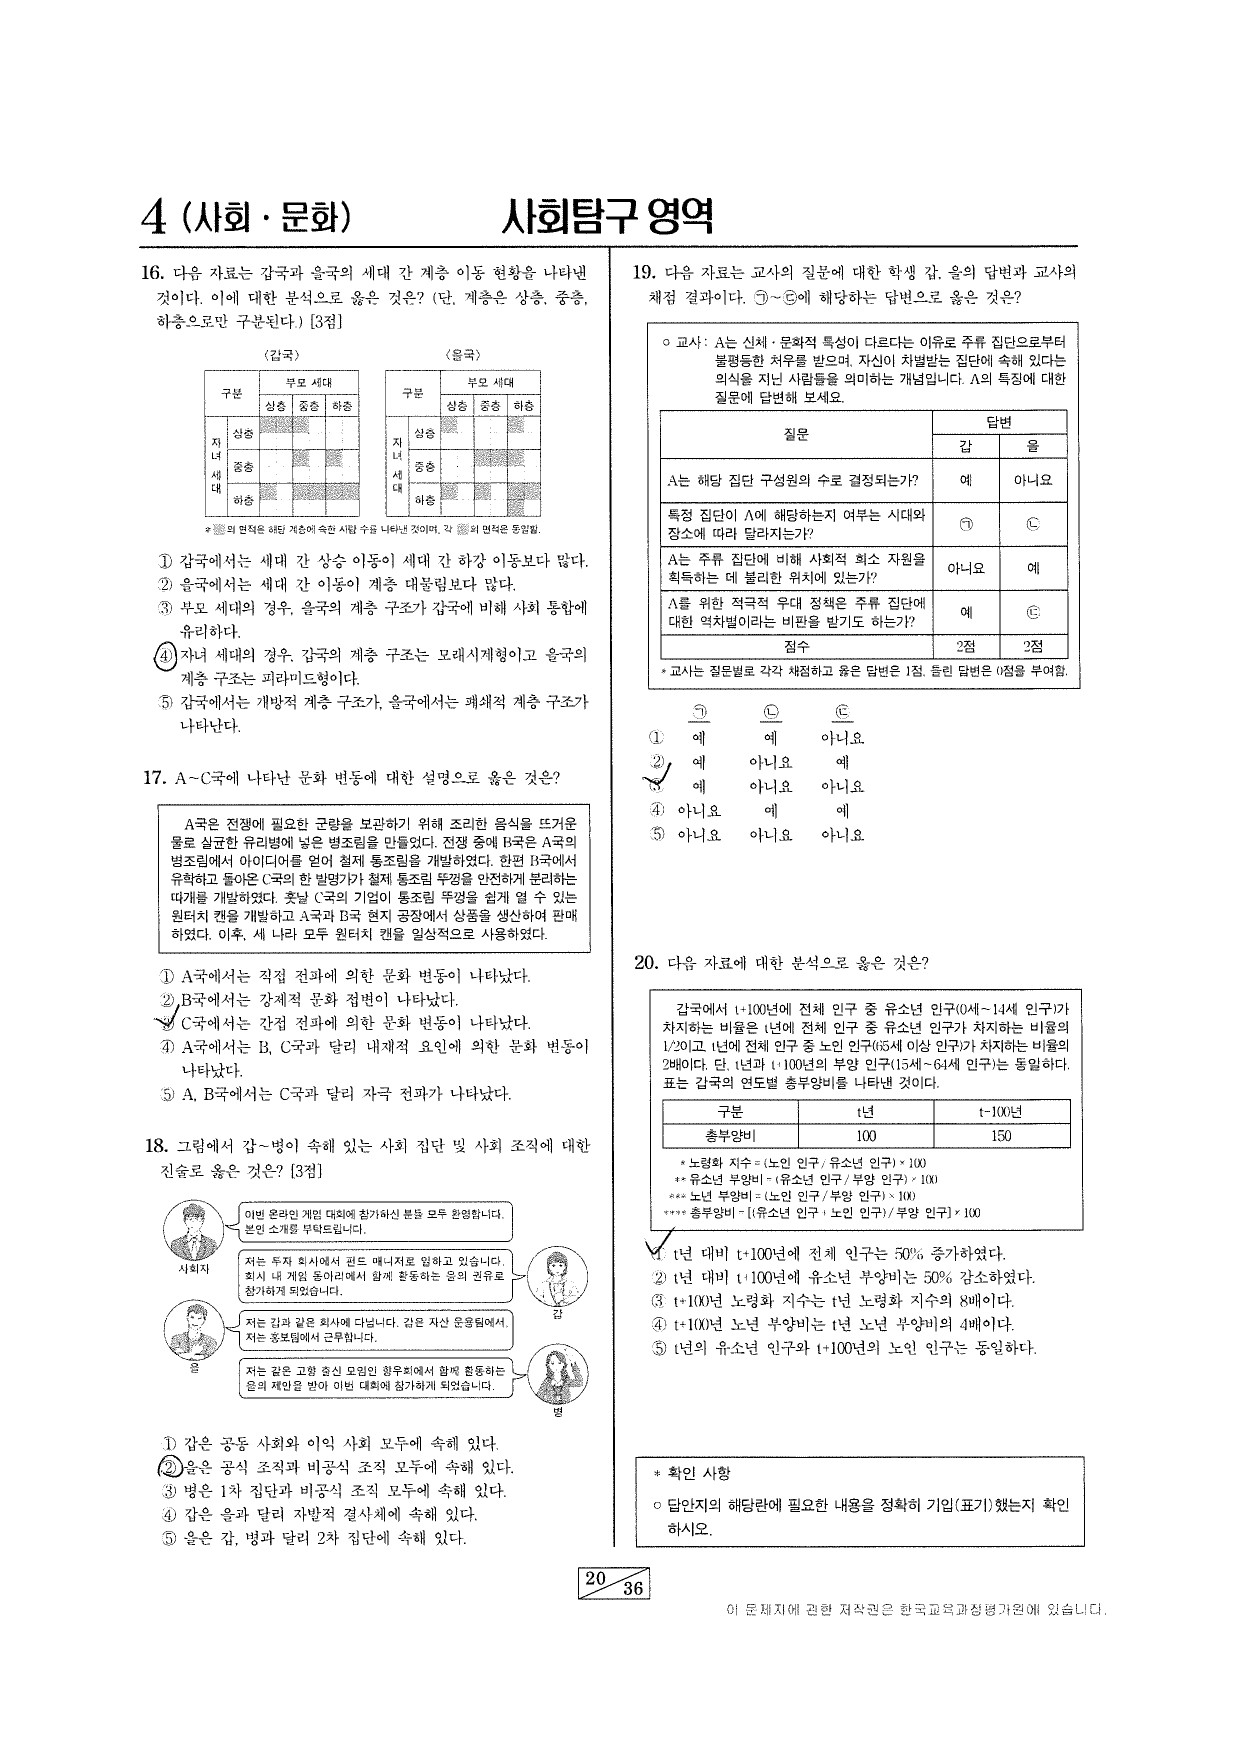 4 (사회·문화)
사회탐구 영역
16. 다음 자료는 갑국과 을국의 세대 간 계층 이동 현황을 나타낸
것이다. 이에 대한 분석으로 옳은 것은? (단, 계층은 상층, 중층,
하층으로만 구분된다.) [3점]
〈갑국〉 〈을국〉
구분 부모 세대 구분 부모 세대
상층 중층 하층 상층 중층 하층
자녀 세대 상층 자녀 세대 상층
중층 중층
하층 하층
* ▒의 면적은 해당 계층에 속한 사람 수를 나타낸 것이며, 각 ▒의 면적은 동일함.
① 갑국에서는 세대 간 상승 이동이 세대 간 하강 이동보다 많다.
② 을국에서는 세대 간 이동이 계층 대물림보다 많다.
③ 부모 세대의 경우, 을국의 계층 구조가 갑국에 비해 사회 통합에
유리하다.
④ 자녀 세대의 경우, 갑국의 계층 구조는 모래시계형이고 을국의
계층 구조는 피라미드형이다.
⑤ 갑국에서는 개방적 계층 구조가, 을국에서는 폐쇄적 계층 구조가
나타난다.
17. A~C국에 나타난 문화 변동에 대한 설명으로 옳은 것은?
A국은 전쟁에 필요한 군량을 보관하기 위해 조리한 음식을 뜨거운
물로 살균한 유리병에 넣은 병조림을 만들었다. 전쟁 중에 B국은 A국의
병조림에서 아이디어를 얻어 철제 통조림을 개발하였다. 한편 B국에서
유학하고 돌아온 C국의 한 발명가가 철제 통조림 뚜껑을 안전하게 분리하는
따개를 개발하였다. 훗날 C국의 기업이 통조림 뚜껑을 쉽게 열 수 있는
원터치 캔을 개발하고 A국과 B국 현지 공장에서 상품을 생산하여 판매
하였다. 이후, 세 나라 모두 원터치 캔을 일상적으로 사용하였다.
① A국에서는 직접 전파에 의한 문화 변동이 나타났다.
② B국에서는 강제적 문화 접변이 나타났다.
③ C국에서는 간접 전파에 의한 문화 변동이 나타났다.
④ A국에서는 B, C국과 달리 내재적 요인에 의한 문화 변동이
나타났다.
⑤ A, B국에서는 C국과 달리 자극 전파가 나타났다.
18. 그림에서 갑~병이 속해 있는 사회 집단 및 사회 조직에 대한
진술로 옳은 것은? [3점]
이번 온라인 게임 대회에 참가하신 분들 모두 환영합니다.
본인 소개를 부탁드립니다.
사회자
저는 투자 회사에서 펀드 매니저로 일하고 있습니다.
회사 내 게임 동아리에서 함께 활동하는 을의 권유로
참가하게 되었습니다.
갑
저는 갑과 같은 회사에 다닙니다. 갑은 자산 운용팀에서,
저는 홍보팀에서 근무합니다.
을
저는 같은 고향 출신 모임인 향우회에서 함께 활동하는
을의 제안을 받아 이번 대회에 참가하게 되었습니다.
병
① 갑은 공동 사회와 이익 사회 모두에 속해 있다.
② 을은 공식 조직과 비공식 조직 모두에 속해 있다.
③ 병은 1차 집단과 비공식 조직 모두에 속해 있다.
④ 갑은 을과 달리 자발적 결사체에 속해 있다.
⑤ 을은 갑, 병과 달리 2차 집단에 속해 있다.
19. 다음 자료는 교사의 질문에 대한 학생 갑, 을의 답변과 교사의
채점 결과이다. ㉠~㉢에 해당하는 답변으로 옳은 것은?
○ 교사: A는 신체·문화적 특성이 다르다는 이유로 주류 집단으로부터
불평등한 처우를 받으며, 자신이 차별받는 집단에 속해 있다는
의식을 지닌 사람들을 의미하는 개념입니다. A의 특징에 대한
질문에 답변해 보세요.
질문 답변
갑 을
A는 해당 집단 구성원의 수로 결정되는가? 예 아니요
특정 집단이 A에 해당하는지 여부는 시대와
장소에 따라 달라지는가? ㉠ ㉡
A는 주류 집단에 비해 사회적 희소 자원을
획득하는 데 불리한 위치에 있는가? 아니요 예
A를 위한 적극적 우대 정책은 주류 집단에
대한 역차별이라는 비판을 받기도 하는가? 예 ㉢
점수 2점 2점
* 교사는 질문별로 각각 채점하고 옳은 답변은 1점, 틀린 답변은 0점을 부여함.
㉠ ㉡ ㉢
① 예 예 아니요
② 예 아니요 예
③ 예 아니요 아니요
④ 아니요 예 예
⑤ 아니요 아니요 아니요
20. 다음 자료에 대한 분석으로 옳은 것은?
갑국에서 t+100년에 전체 인구 중 유소년 인구(0세~14세 인구)가
차지하는 비율은 t년에 전체 인구 중 유소년 인구가 차지하는 비율의
1/2이고, t년에 전체 인구 중 노인 인구(65세 이상 인구)가 차지하는 비율의
2배이다. 단, t년과 t+100년의 부양 인구(15세~64세 인구)는 동일하다.
표는 갑국의 연도별 총부양비를 나타낸 것이다.
구분 t년 t+100년
총부양비 100 150
* 노령화 지수=(노인 인구/유소년 인구)×100
** 유소년 부양비=(유소년 인구/부양 인구)×100
*** 노년 부양비=(노인 인구/부양 인구)×100
**** 총부양비=[(유소년 인구+노인 인구)/부양 인구]×100
① t년 대비 t+100년에 전체 인구는 50% 증가하였다.
② t년 대비 t+100년에 유소년 부양비는 50% 감소하였다.
③ t+100년 노령화 지수는 t년 노령화 지수의 8배이다.
④ t+100년 노년 부양비는 t년 노년 부양비의 4배이다.
⑤ t년의 유소년 인구와 t+100년의 노인 인구는 동일하다.
* 확인 사항
○ 답안지의 해당란에 필요한 내용을 정확히 기입(표기)했는지 확인
하시오.
20/36
이 문제지에 관한 저작권은 한국교육과정평가원에 있습니다.